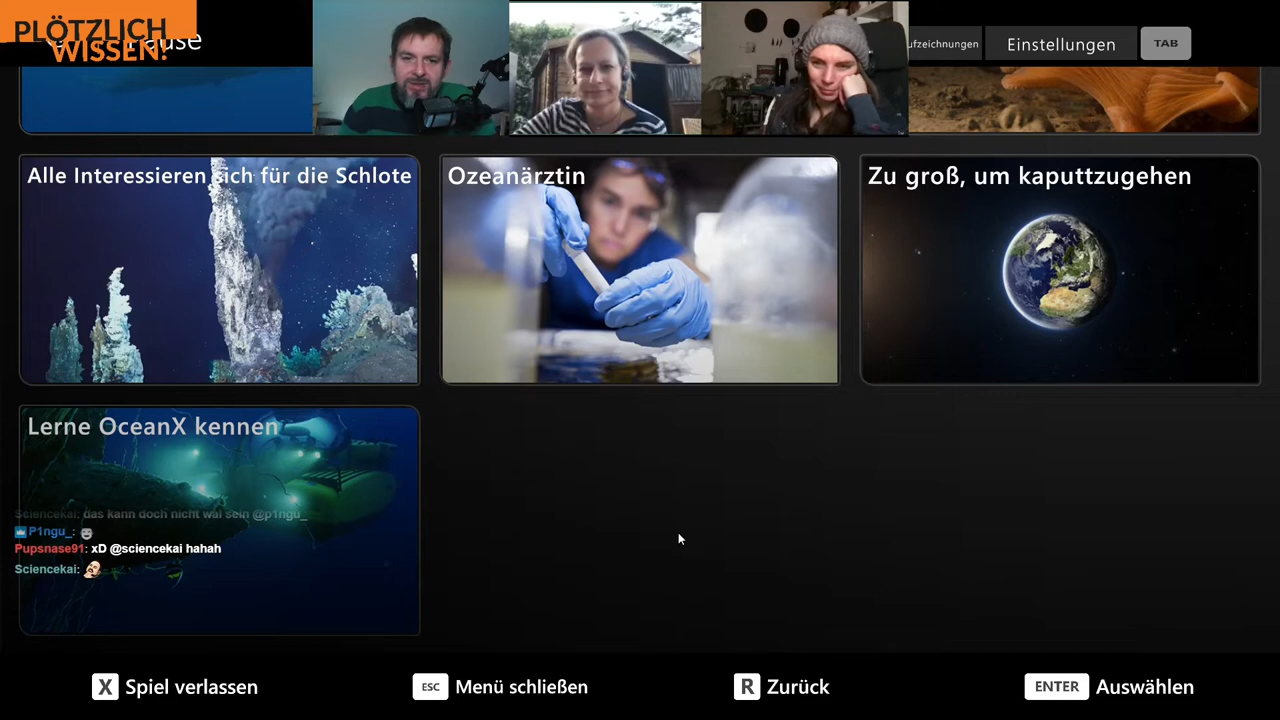 PLÖTZLICH
WISSEN!
ause
ufzeichnungen
Einstellungen
TAB
Alle Interessieren sich für die Schlote
Ozeanärztin
Zu groß, um kaputtzugehen
Lerne OceanX kennen
Sciencekai: das kann doch nicht wal sein @p1ngu_
P1ngu_:
Pupsnase91: xD @sciencekai hahah
Sciencekai:
X Spiel verlassen
ESC Menü schließen
R Zurück
ENTER Auswählen